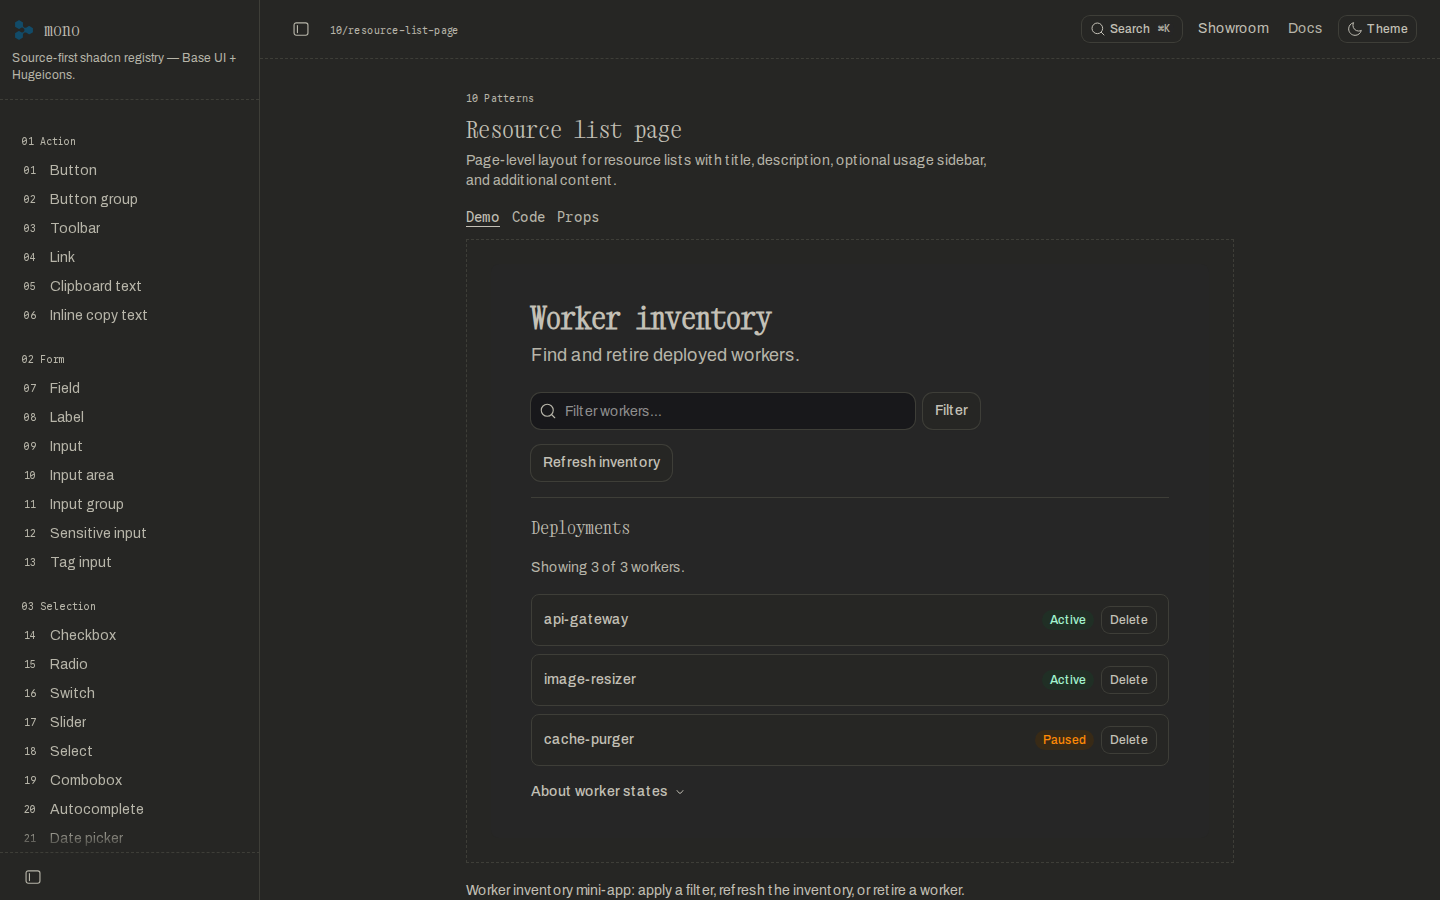 mono
Source-first shadcn registry — Base UI +
Hugeicons.
01 Action
01 Button
02 Button group
03 Toolbar
04 Link
05 Clipboard text
06 Inline copy text
02 Form
07 Field
08 Label
09 Input
10 Input area
11 Input group
12 Sensitive input
13 Tag input
03 Selection
14 Checkbox
15 Radio
16 Switch
17 Slider
18 Select
19 Combobox
20 Autocomplete
21 Date picker
10/resource-list-page
Search ⌘K
Showroom
Docs
Theme
10 Patterns
Resource list page
Page-level layout for resource lists with title, description, optional usage sidebar,
and additional content.
Demo Code Props
Worker inventory
Find and retire deployed workers.
Filter workers...
Filter
Refresh inventory
Deployments
Showing 3 of 3 workers.
api-gateway Active Delete
image-resizer Active Delete
cache-purger Paused Delete
About worker states
Worker inventory mini-app: apply a filter, refresh the inventory, or retire a worker.